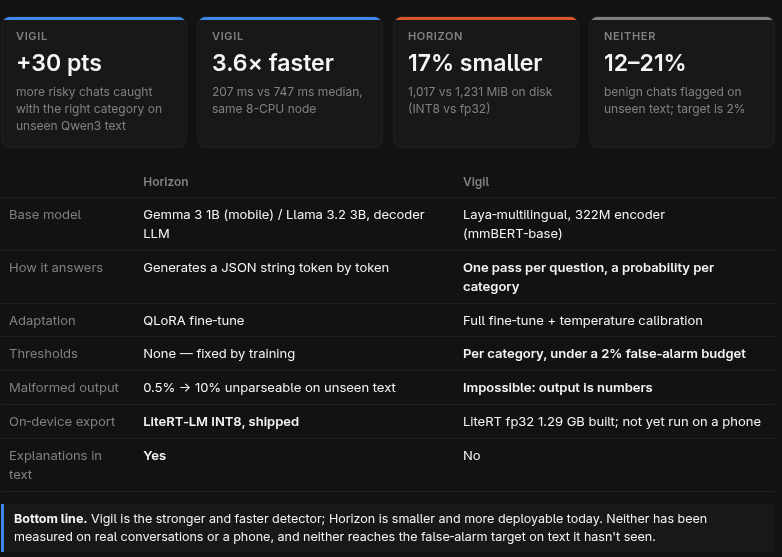 VIGIL
+30 pts
more risky chats caught
with the right category on
unseen Qwen3 text
VIGIL
3.6× faster
207 ms vs 747 ms median,
same 8-CPU node
HORIZON
17% smaller
1,017 vs 1,231 MiB on disk
(INT8 vs fp32)
NEITHER
12–21%
benign chats flagged on
unseen text; target is 2%
Horizon
Vigil
Base model
Gemma 3 1B (mobile) / Llama 3.2 3B, decoder
LLM
Laya-multilingual, 322M encoder
(mmBERT-base)
How it answers
Generates a JSON string token by token
One pass per question, a probability per
category
Adaptation
QLoRA fine-tune
Full fine-tune + temperature calibration
Thresholds
None — fixed by training
Per category, under a 2% false-alarm budget
Malformed output
0.5% → 10% unparseable on unseen text
Impossible: output is numbers
On-device export
LiteRT-LM INT8, shipped
LiteRT fp32 1.29 GB built; not yet run on a phone
Explanations in
text
Yes
No
Bottom line. Vigil is the stronger and faster detector; Horizon is smaller and more deployable today. Neither has been
measured on real conversations or a phone, and neither reaches the false-alarm target on text it hasn't seen.